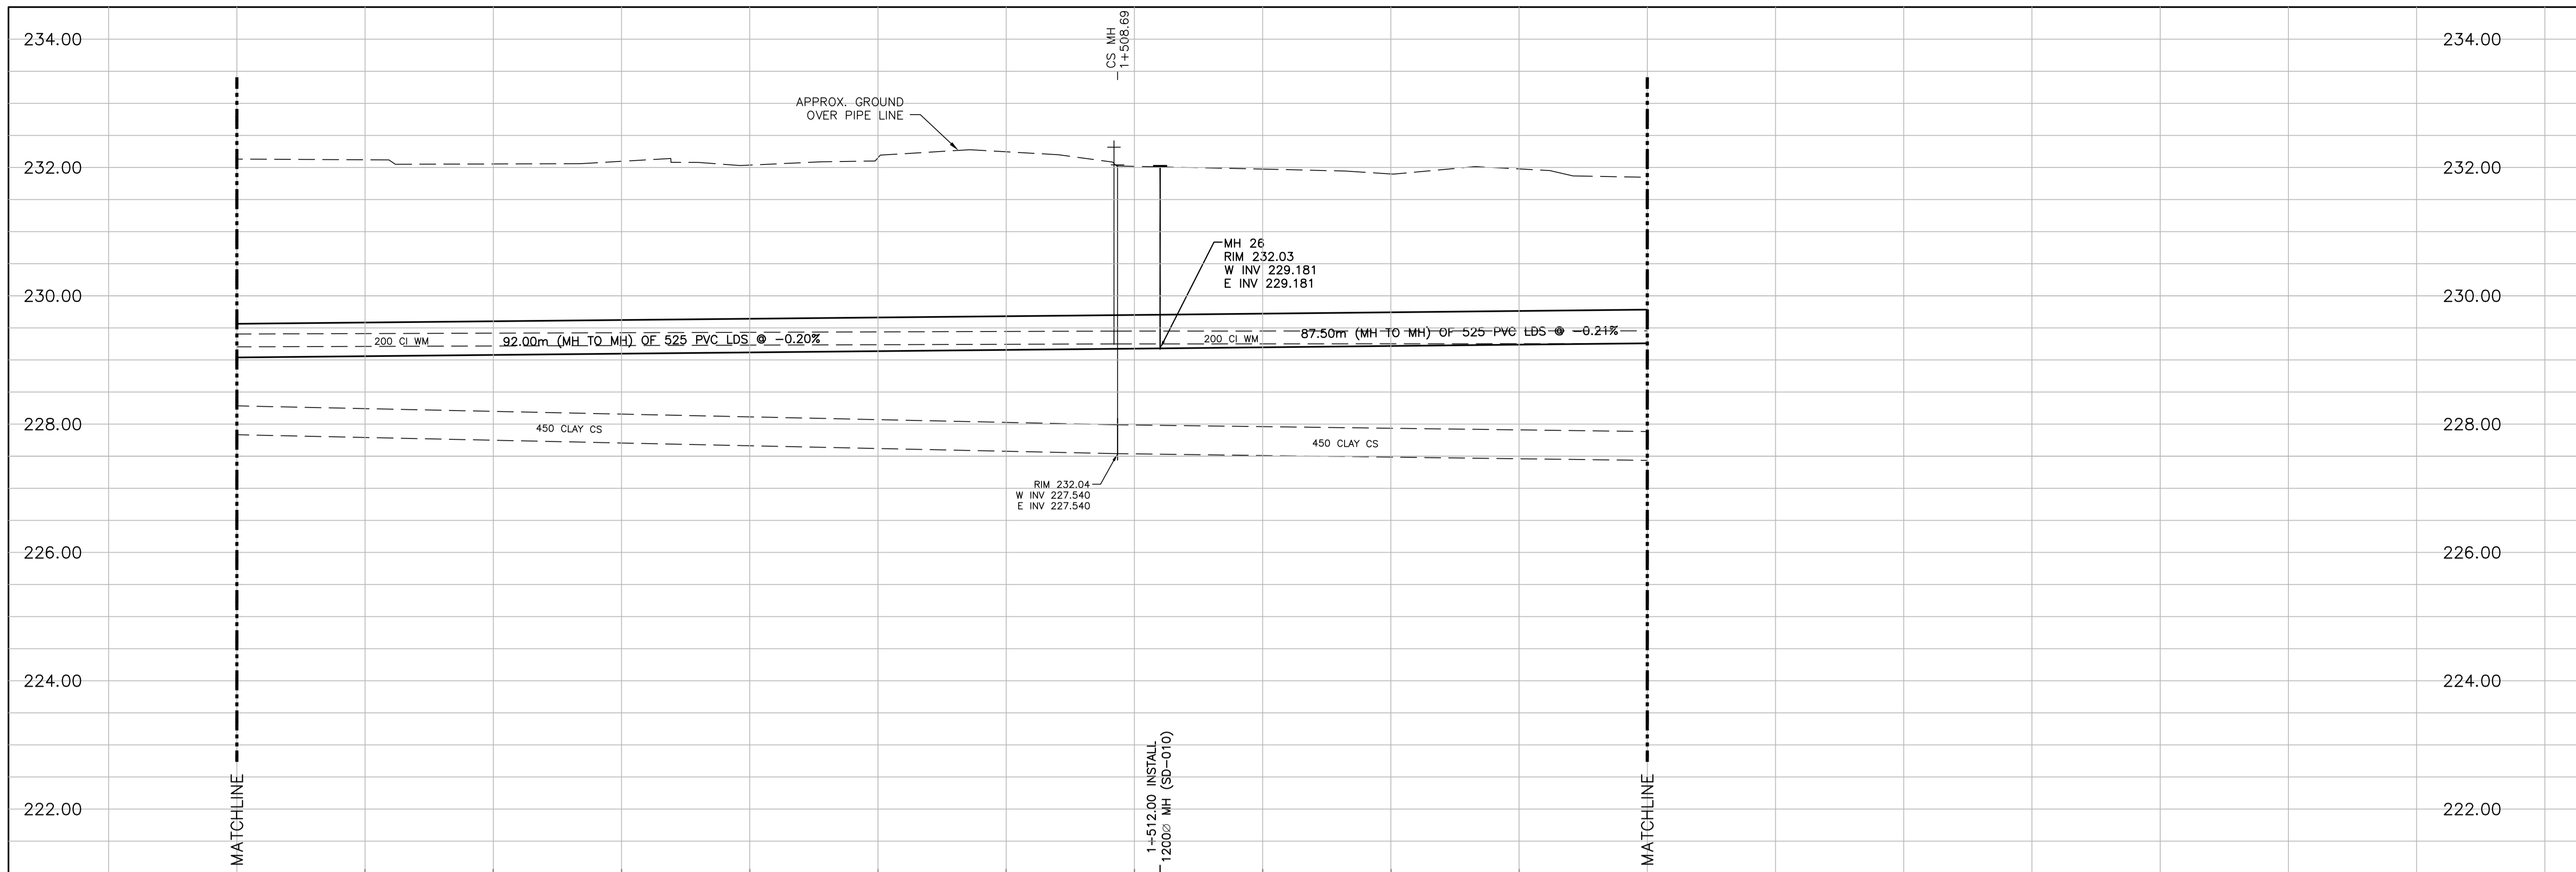 CS MH
1+508.69
234.00
234.00
APPROX. GROUND
OVER PIPE LINE
232.00
232.00
MH 26
RIM 232.03
W INV 229.181
E INV 229.181
230.00
230.00
200 CI WM
92.00m (MH TO MH) OF 525 PVC LDS @ -0.20%
200 CI WM
87.50m (MH TO MH) OF 525 PVC LDS @ -0.21%
228.00
450 CLAY CS
450 CLAY CS
228.00
RIM 232.04
W INV 227.540
E INV 227.540
226.00
226.00
224.00
224.00
222.00
222.00
MATCHLINE
1+512.00 INSTALL
1200∅ MH (SD-010)
MATCHLINE